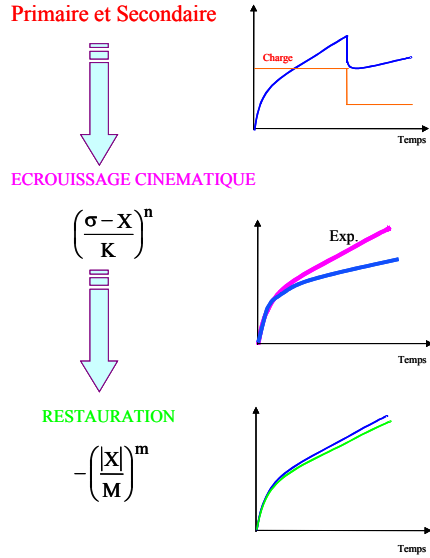 Primaire et Secondaire
Charge
Temps
ECROUISSAGE CINEMATIQUE
(σ − X / K)^n
Exp.
Temps
RESTAURATION
−(|X| / M)^m
Temps